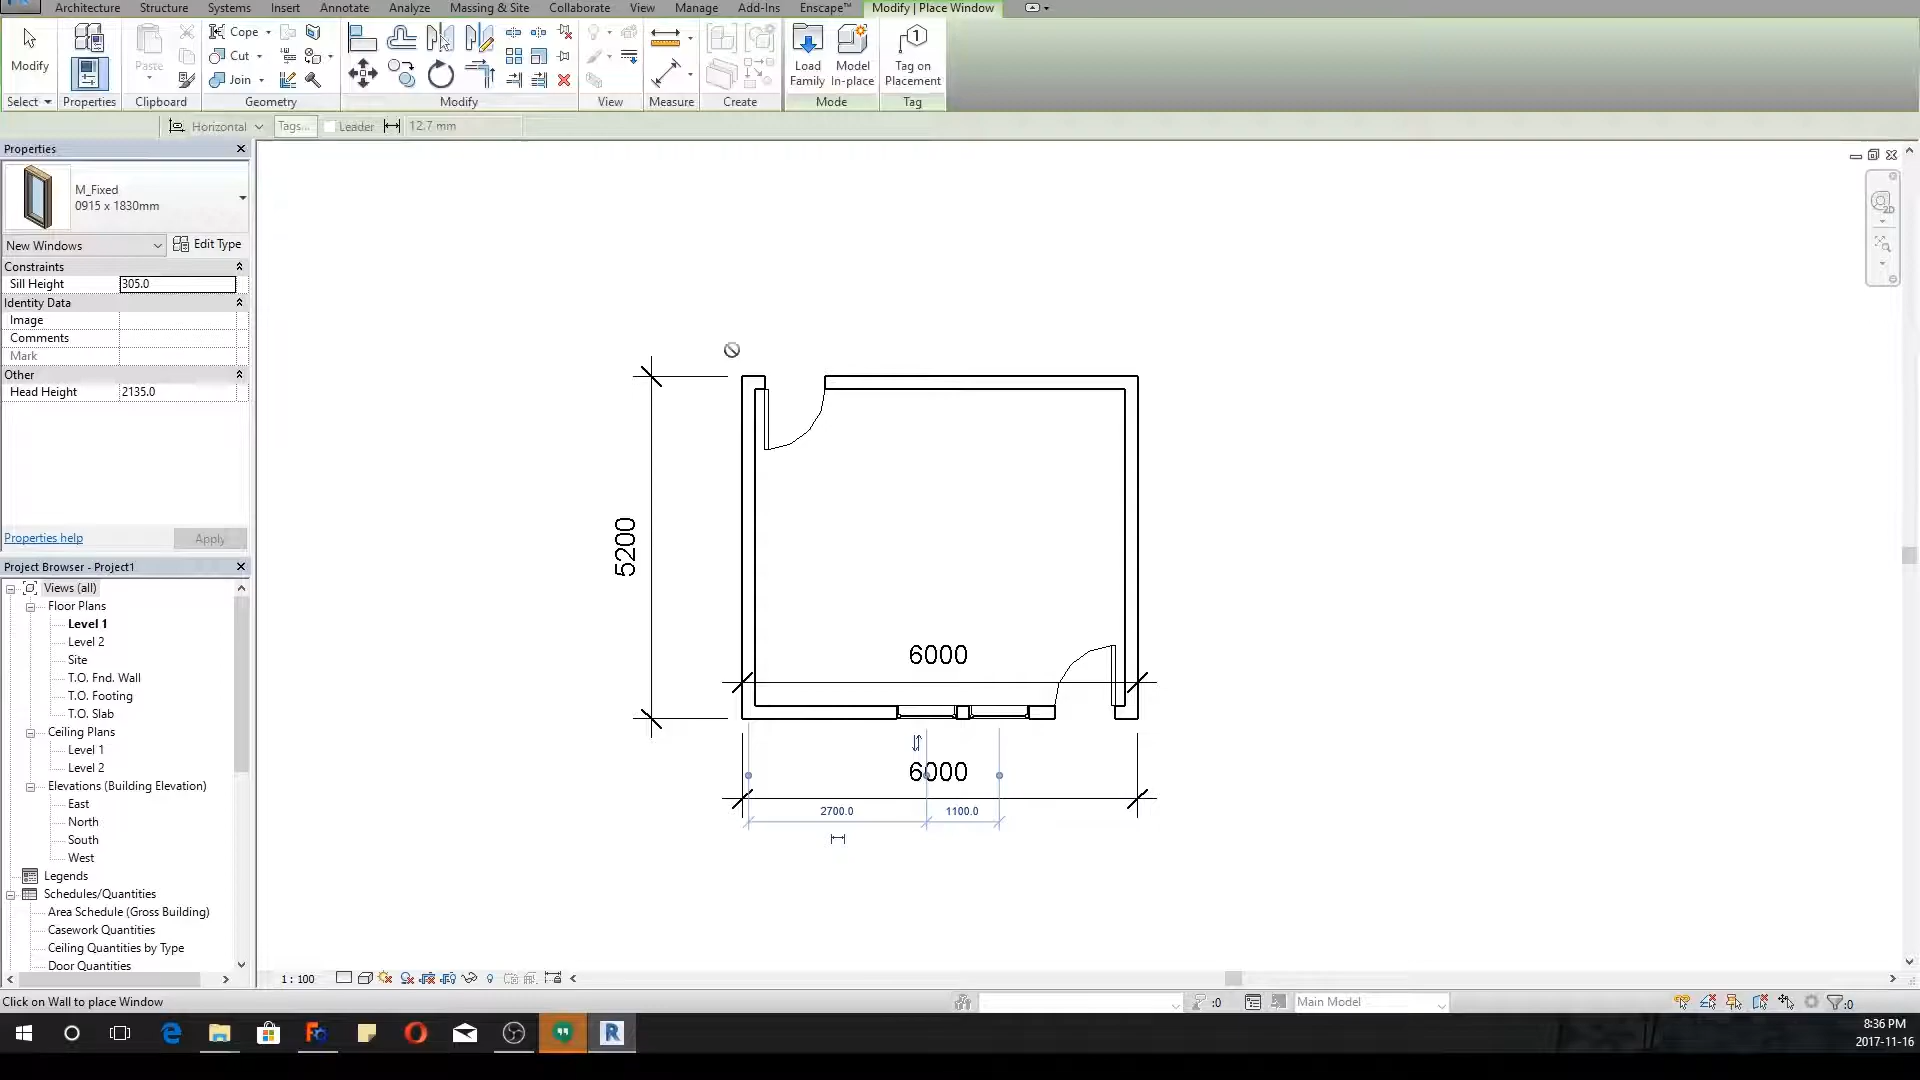 Architecture Structure Systems Insert Annotate Analyze Massing & Site Collaborate View Manage Add-Ins Enscape™ Modify | Place Window
Modify
Cope
Cut
Join
Paste
Load Family
Model In-place
Tag on Placement
1
Select Properties Clipboard Geometry Modify View Measure Create Mode Tag
Horizontal Tags... Leader 12.7 mm
Properties
M_Fixed
0915 x 1830mm
New Windows Edit Type
Constraints
Sill Height 305.0
Identity Data
Image
Comments
Mark
Other
Head Height 2135.0
Properties help Apply
Project Browser - Project1
Views (all)
Floor Plans
Level 1
Level 2
Site
T.O. Fnd. Wall
T.O. Footing
T.O. Slab
Ceiling Plans
Level 1
Level 2
Elevations (Building Elevation)
East
North
South
West
Legends
Schedules/Quantities
Area Schedule (Gross Building)
Casework Quantities
Ceiling Quantities by Type
Door Quantities
2D
5200
6000
6000
2700.0 1100.0
1 : 100
Click on Wall to place Window
:0
Main Model
:0
8:36 PM
2017-11-16